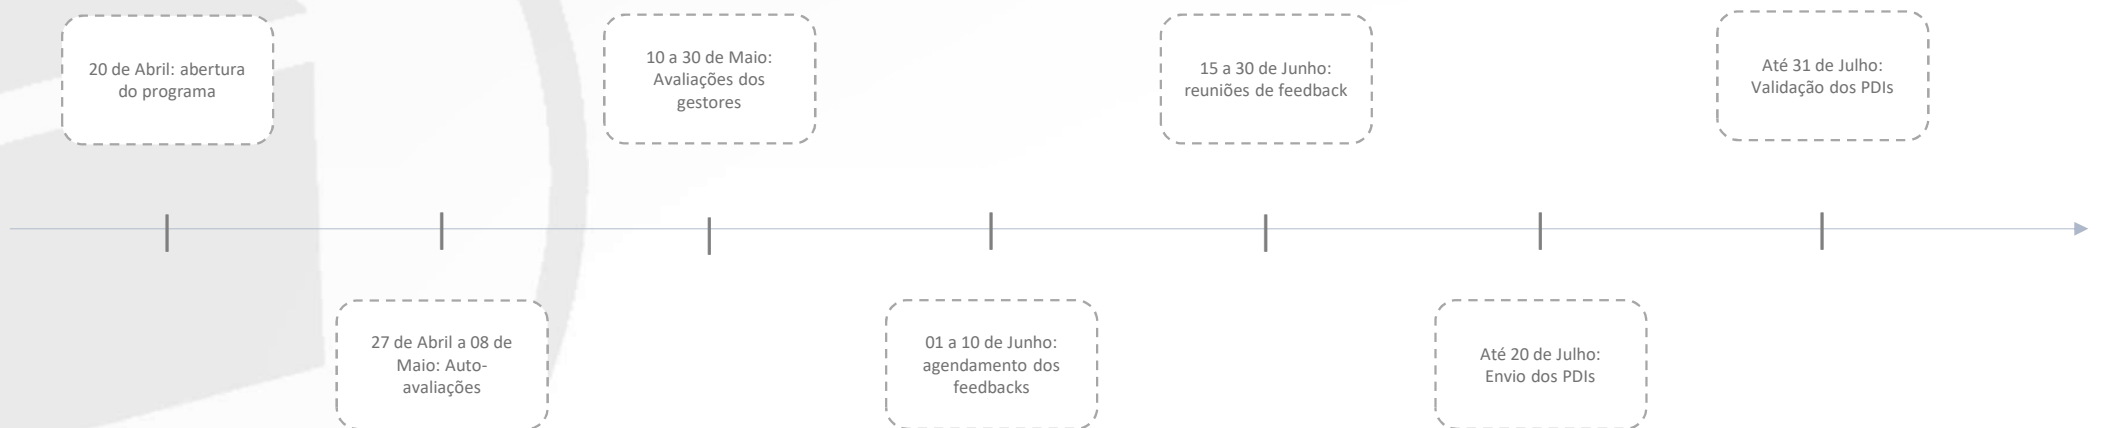 20 de Abril: abertura
do programa
27 de Abril a 08 de
Maio: Auto-
avaliações
10 a 30 de Maio:
Avaliações dos
gestores
01 a 10 de Junho:
agendamento dos
feedbacks
15 a 30 de Junho:
reuniões de feedback
Até 20 de Julho:
Envio dos PDIs
Até 31 de Julho:
Validação dos PDIs